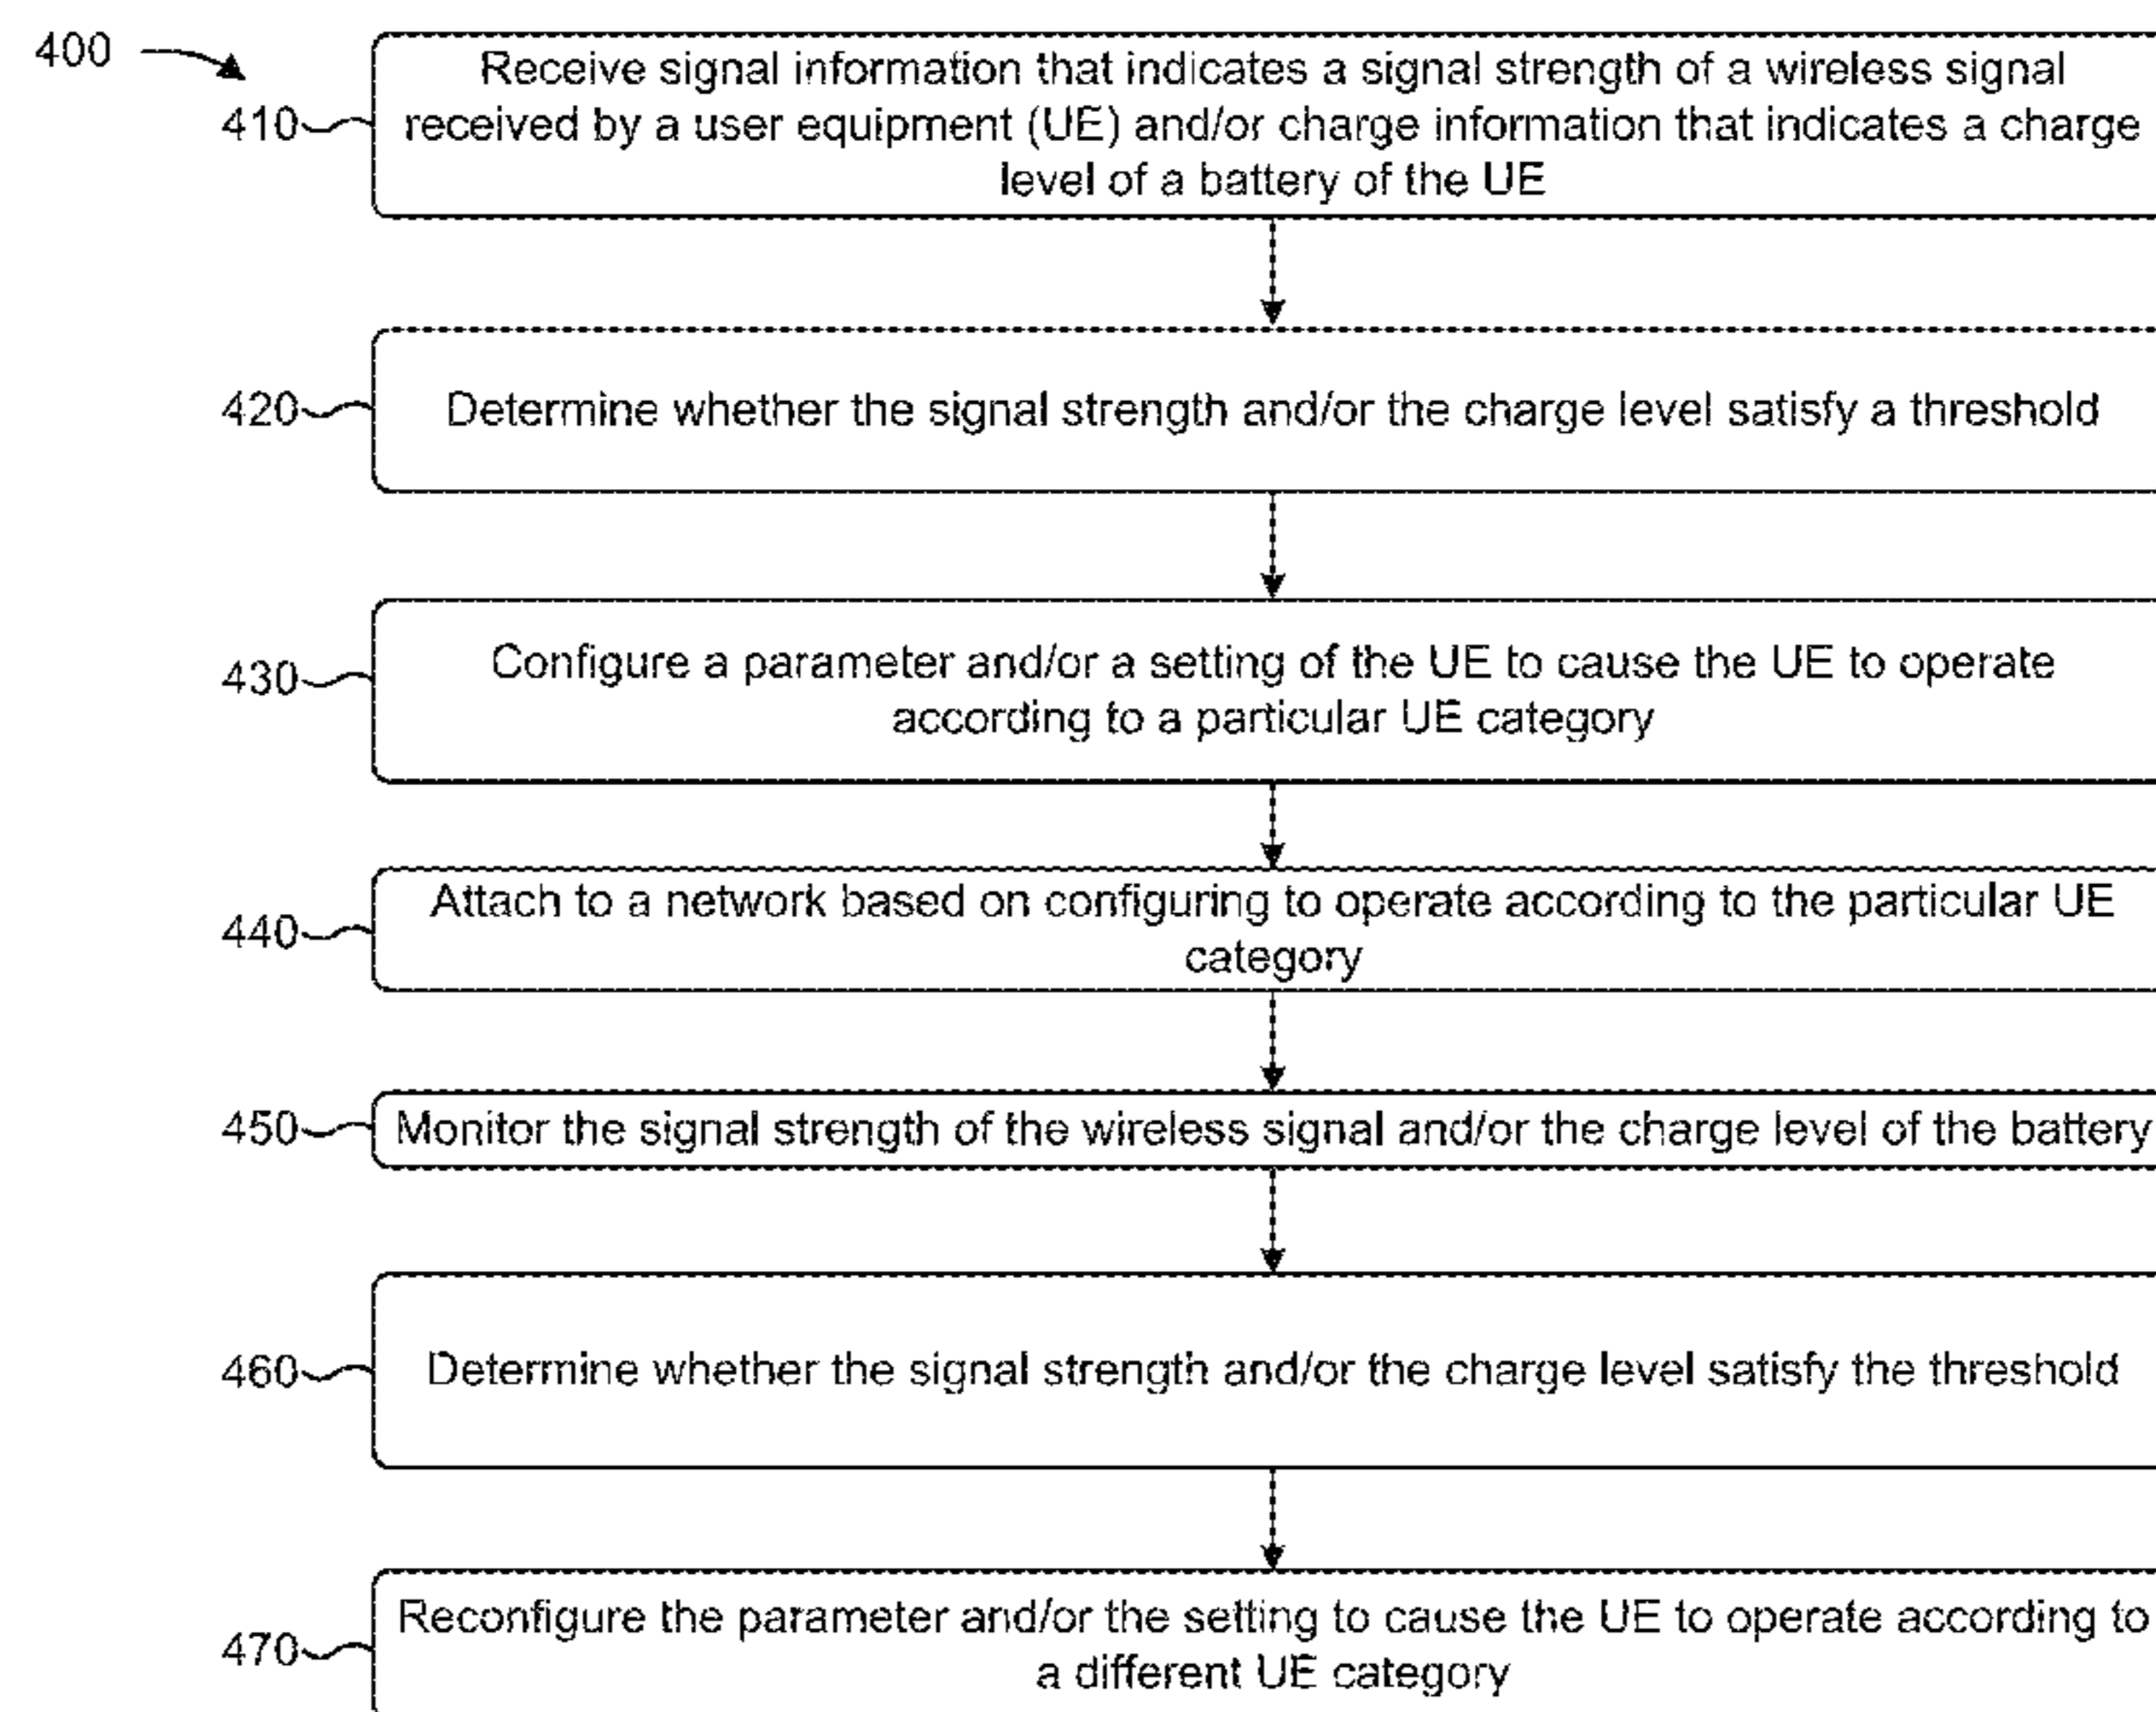 400
Receive signal information that indicates a signal strength of a wireless signal
410 received by a user equipment (UE) and/or charge information that indicates a charge
level of a battery of the UE
420 Determine whether the signal strength and/or the charge level satisfy a threshold
430 Configure a parameter and/or a setting of the UE to cause the UE to operate
according to a particular UE category
440 Attach to a network based on configuring to operate according to the particular UE
category
450 Monitor the signal strength of the wireless signal and/or the charge level of the battery
460 Determine whether the signal strength and/or the charge level satisfy the threshold
470 Reconfigure the parameter and/or the setting to cause the UE to operate according to
a different UE category